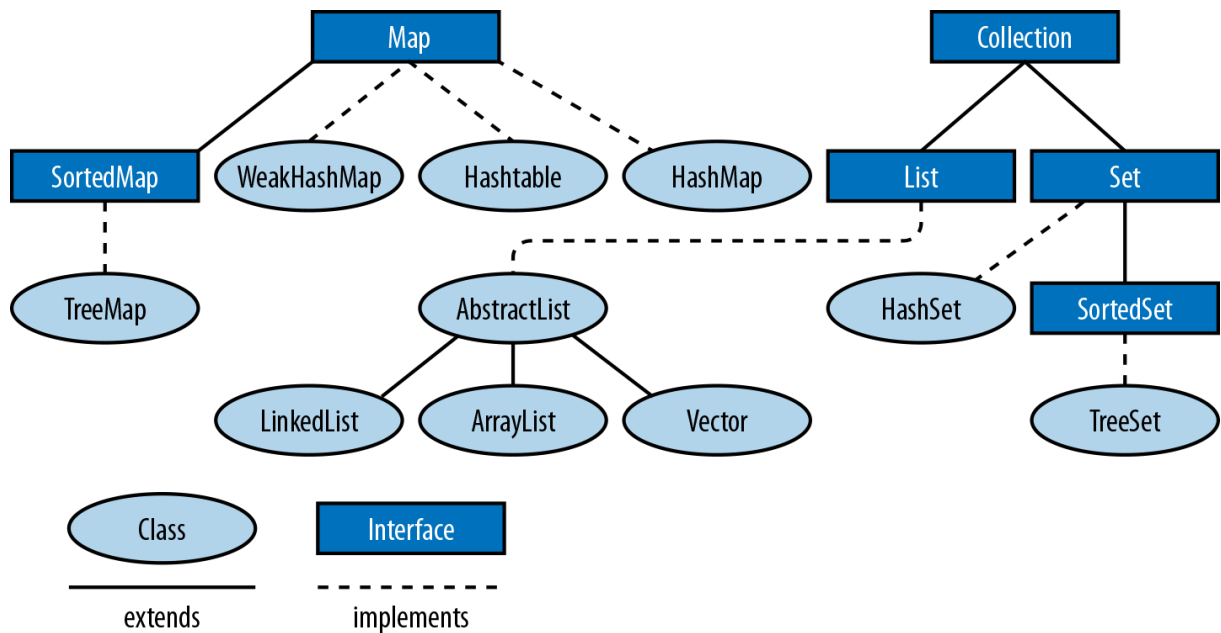 Map
Collection
SortedMap
WeakHashMap
Hashtable
HashMap
List
Set
TreeMap
AbstractList
HashSet
SortedSet
LinkedList
ArrayList
Vector
TreeSet
Class
Interface
extends
implements